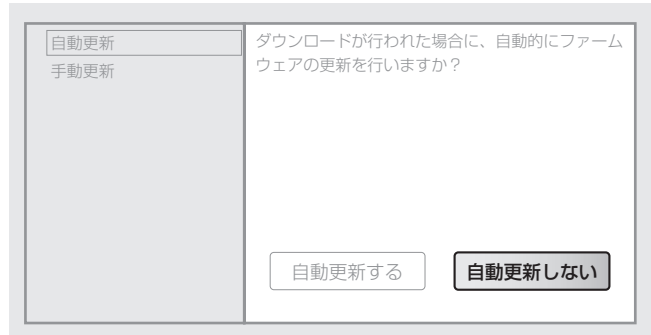 自動更新
手動更新
ダウンロードが行われた場合に、自動的にファーム
ウェアの更新を行いますか？
自動更新する
自動更新しない